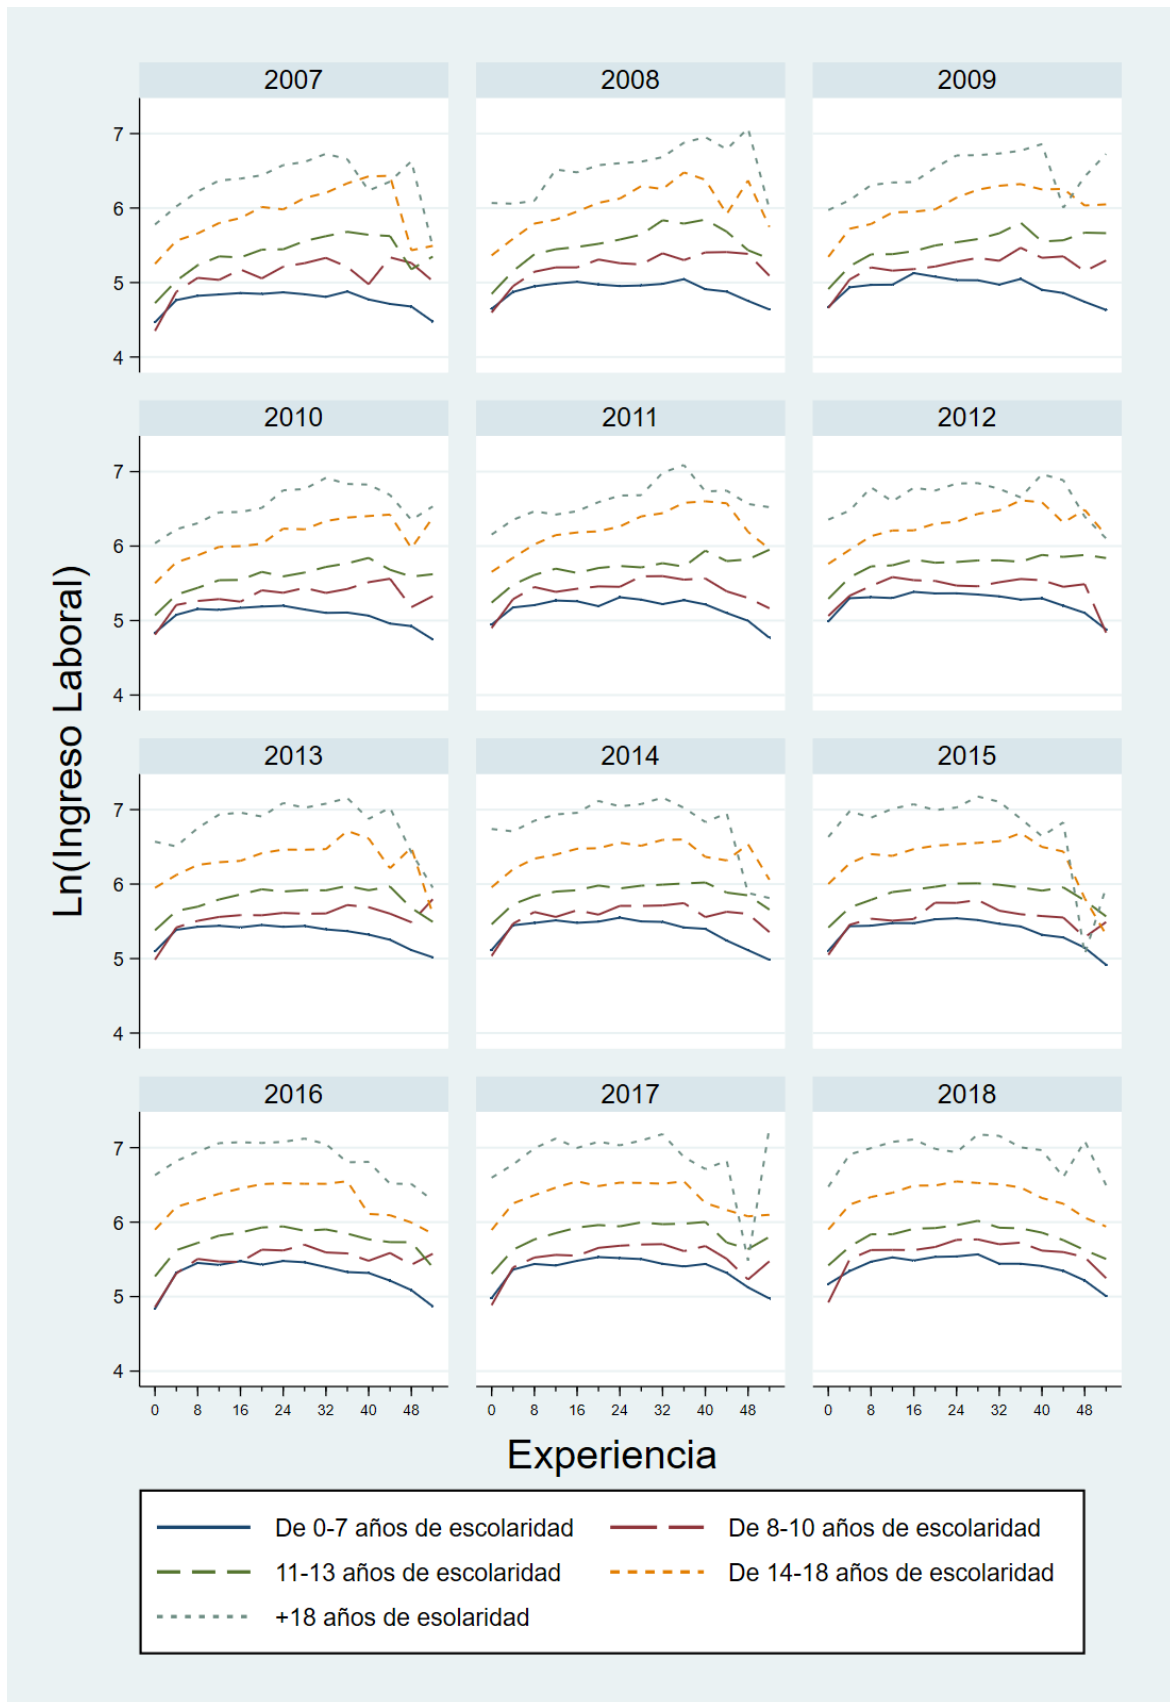 2007 2008 2009
7
6
5
4
2010 2011 2012
7
6
5
4
Ln(Ingreso Laboral)
2013 2014 2015
7
6
5
4
2016 2017 2018
7
6
5
4
0 8 16 24 32 40 48 0 8 16 24 32 40 48 0 8 16 24 32 40 48
Experiencia
De 0-7 años de escolaridad De 8-10 años de escolaridad
11-13 años de escolaridad De 14-18 años de escolaridad
+18 años de esolaridad